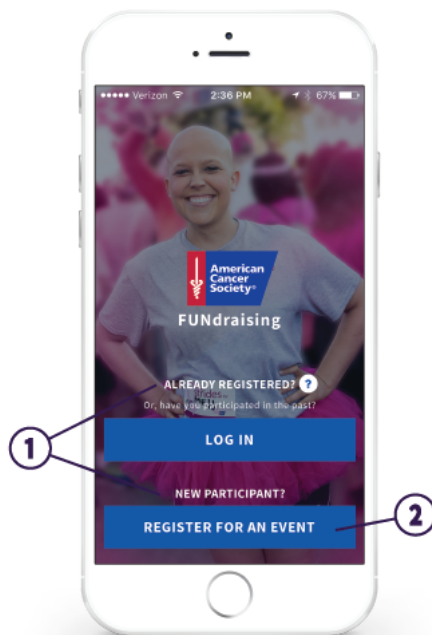 Verizon 2:36 PM 67%
American
Cancer
Society®
FUNdraising
ALREADY REGISTERED? ?
Brides
Or, have you participated in the past?
1
LOG IN
NEW PARTICIPANT?
REGISTER FOR AN EVENT
2